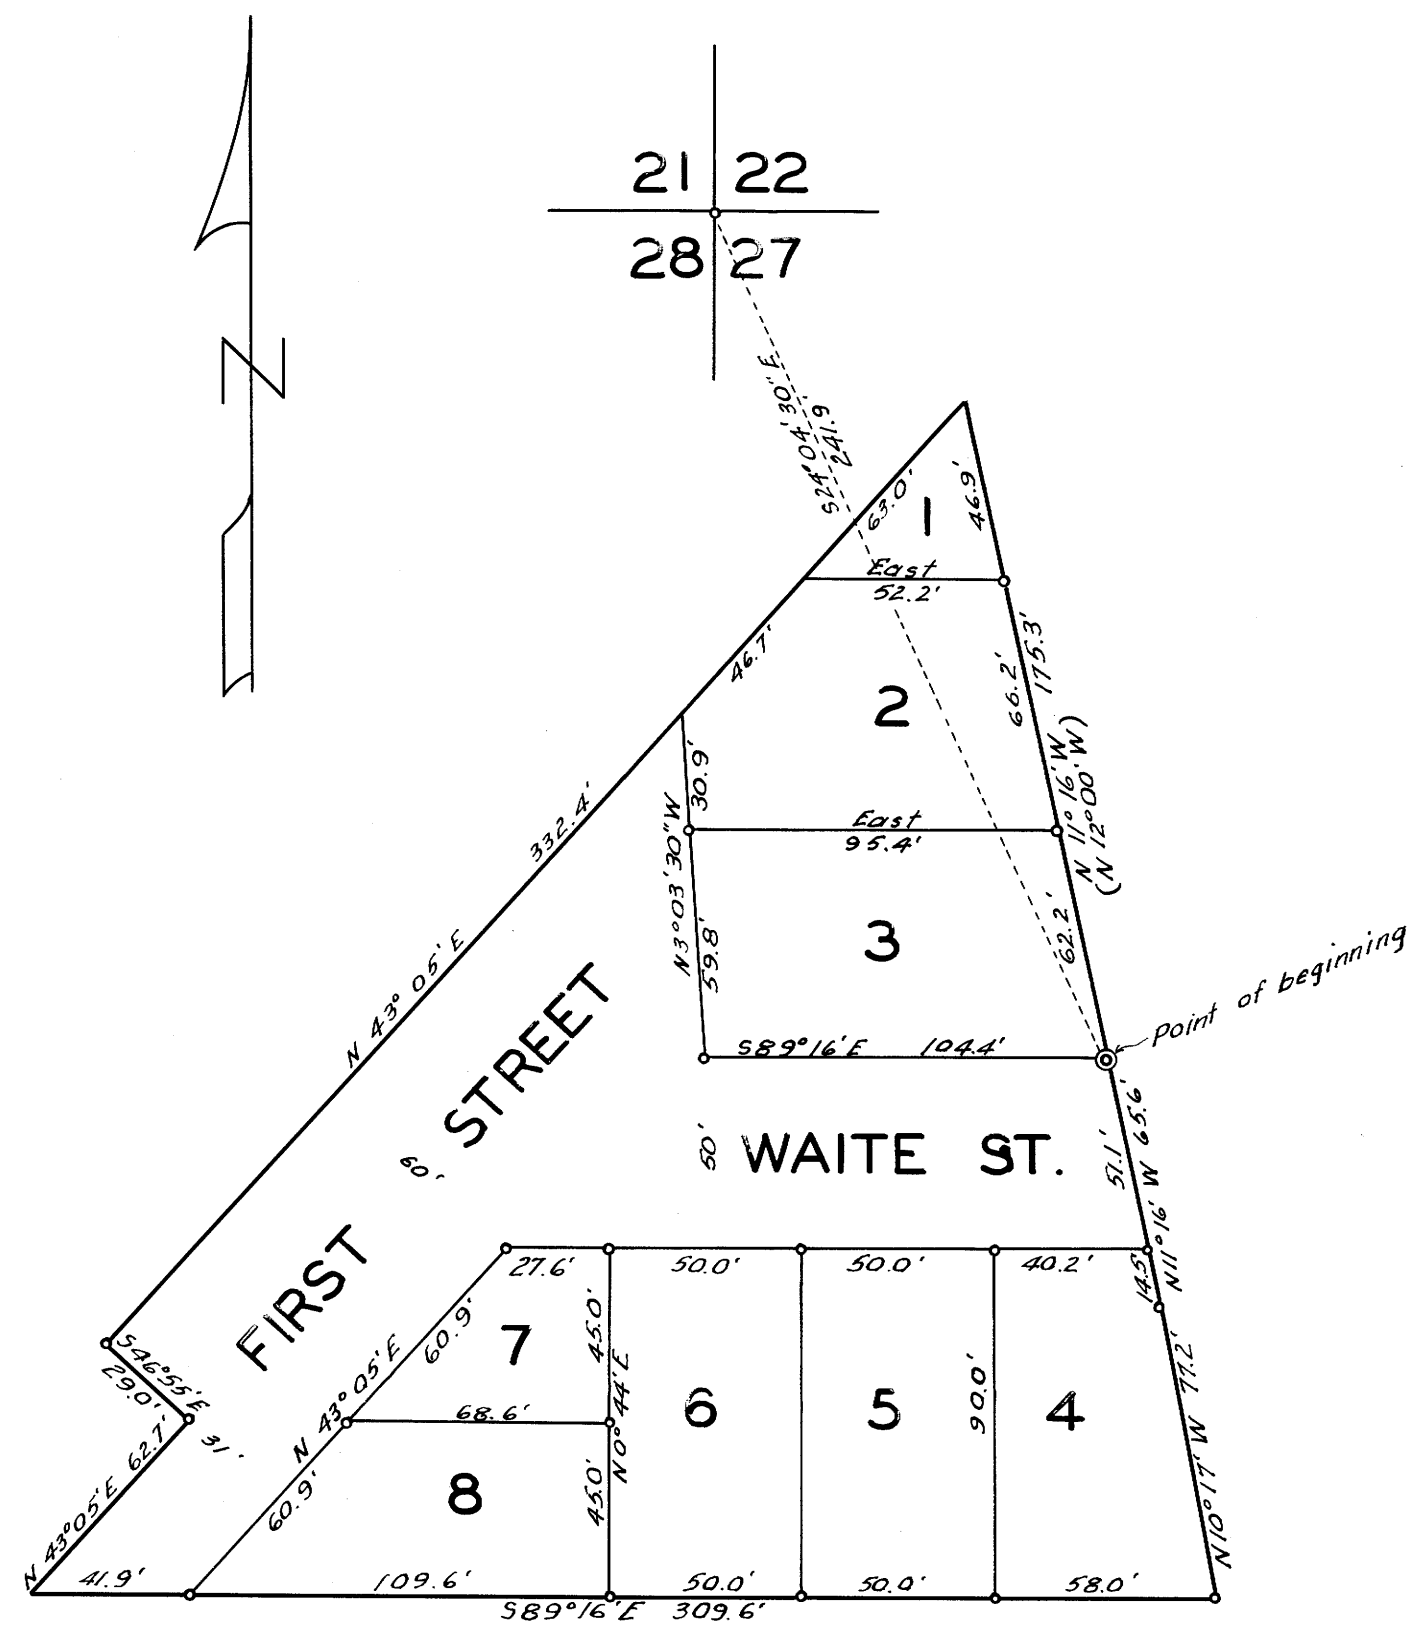 21 22
28 27
N
S24°04'30"E
241.9'
63.0'
1
46.9'
East
52.2'
46.7'
2
66.2'
175.3'
N 11°16'W
(N 12°00'W)
30.9'
East
95.4'
332.4'
N 43°05'E
N3°03'30"W
59.8'
3
62.2'
Point of beginning
S89°16'E 104.4'
FIRST STREET
60'
50'
WAITE ST.
51.1'
N11°16'W 65.6'
14.5'
27.6'
50.0'
50.0'
40.2'
S46°55'E
29.0'
31'
N 43°05'E 62.7'
N 43°05'E
60.9'
7
45.0'
N0°44'E
68.6'
6
5
90.0'
4
N10°17'W 77.2'
60.9'
8
45.0'
41.9'
109.6'
50.0'
50.0'
58.0'
S89°16'E 309.6'